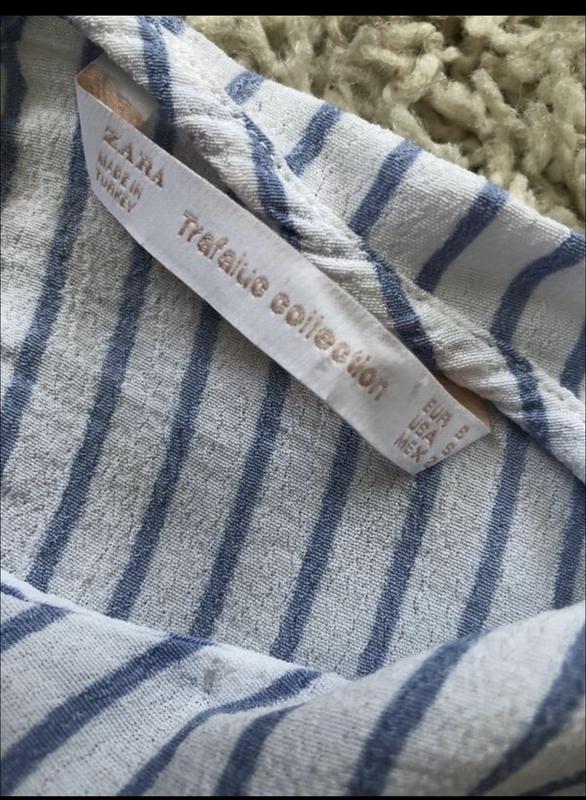 ZARA
MADE IN
TURKEY
Trafaluc collection
EUR S
USA S
MEX